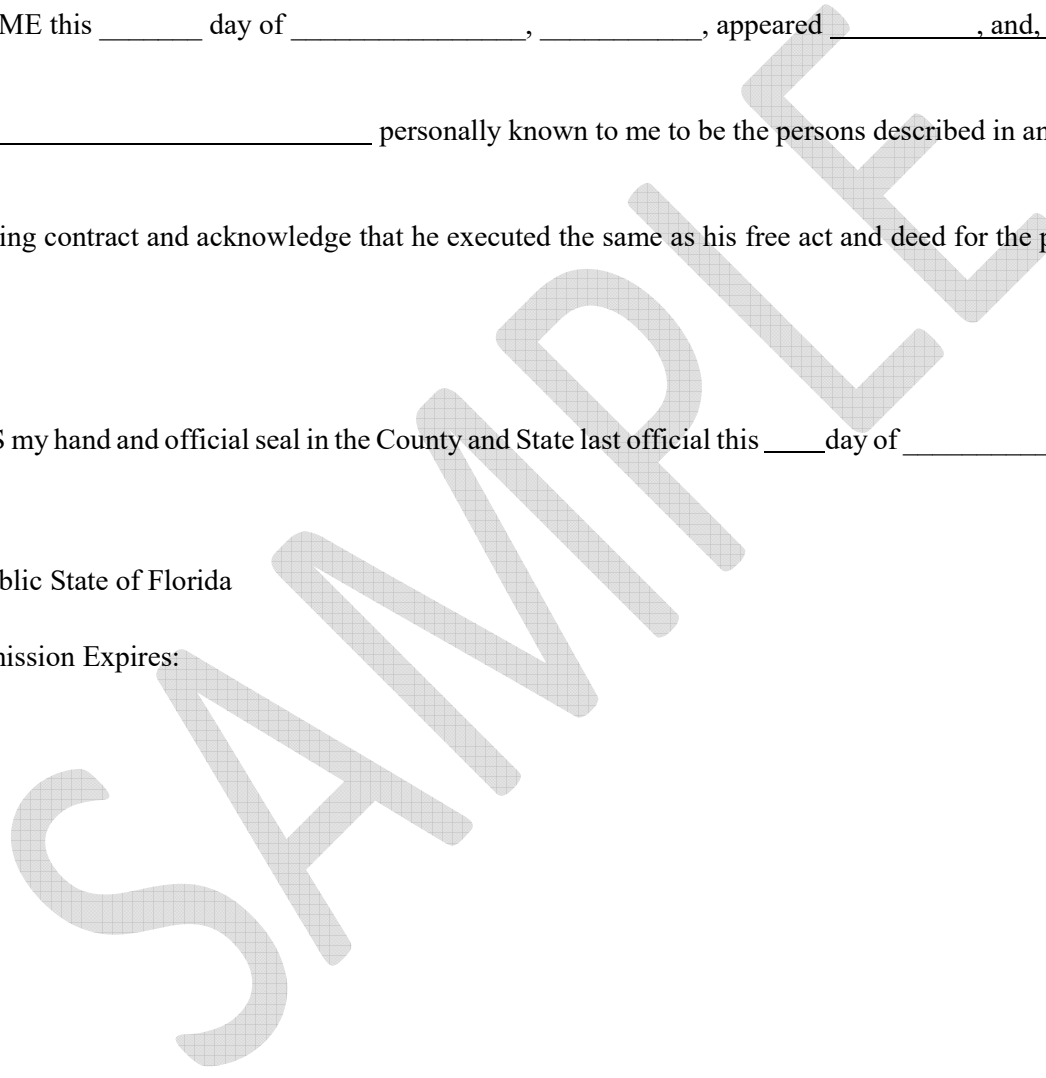 ME this _______ day of ________________, ___________, appeared __________, and,
_________________________ personally known to me to be the persons described in an
ing contract and acknowledge that he executed the same as his free act and deed for the p
S my hand and official seal in the County and State last official this ____day of __________
blic State of Florida
mission Expires:
SAMPLE